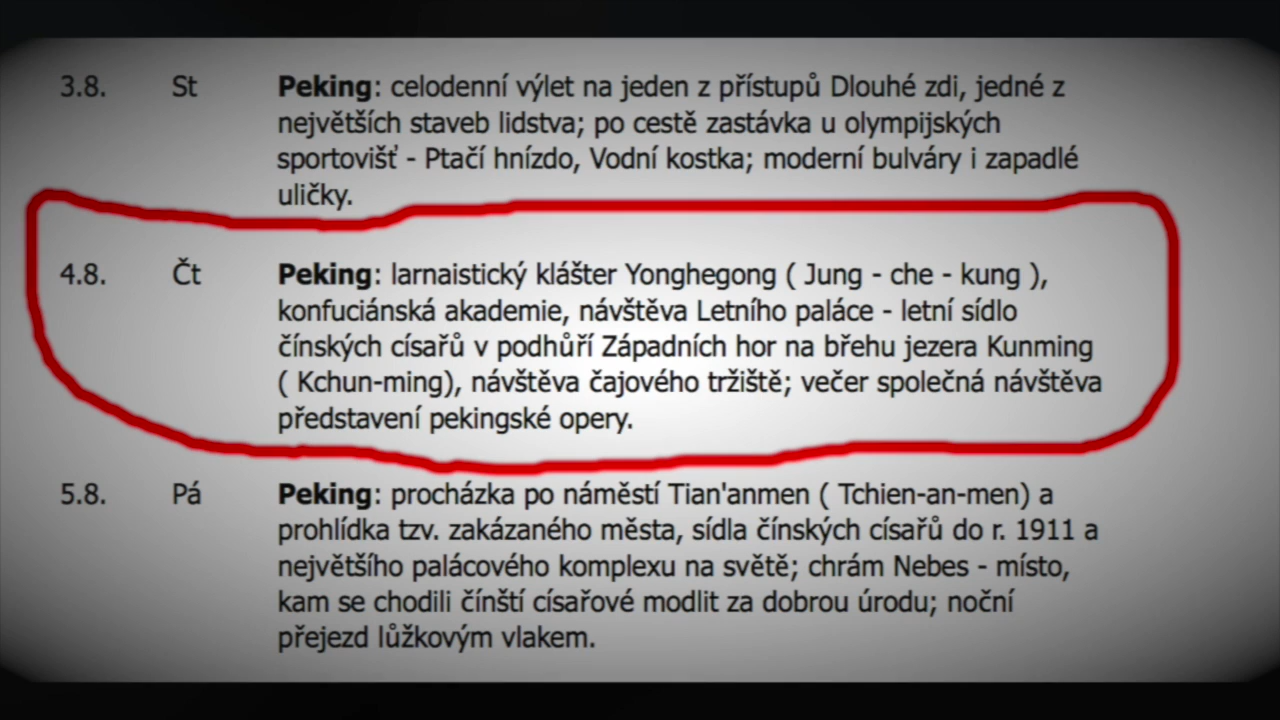 3.8. St Peking: celodenní výlet na jeden z přístupů Dlouhé zdi, jedné z
největších staveb lidstva; po cestě zastávka u olympijských
sportovišť - Ptačí hnízdo, Vodní kostka; moderní bulváry i zapadlé
uličky.
4.8. Čt Peking: larnaistický klášter Yonghegong ( Jung - che - kung ),
konfuciánská akademie, návštěva Letního paláce - letní sídlo
čínských císařů v podhůří Západních hor na břehu jezera Kunming
( Kchun-ming), návštěva čajového tržiště; večer společná návštěva
představení pekingské opery.
5.8. Pá Peking: procházka po náměstí Tian'anmen ( Tchien-an-men) a
prohlídka tzv. zakázaného města, sídla čínských císařů do r. 1911 a
největšího palácového komplexu na světě; chrám Nebes - místo,
kam se chodili čínští císařové modlit za dobrou úrodu; noční
přejezd lůžkovým vlakem.